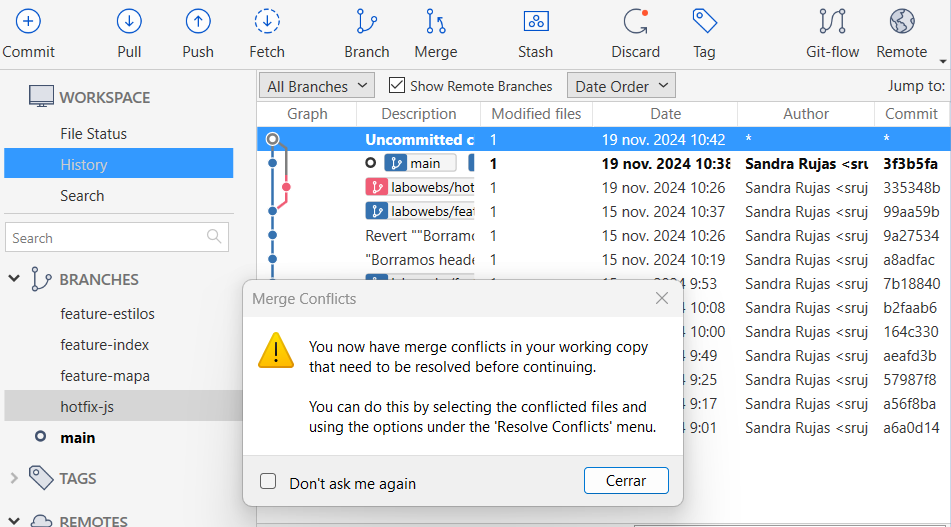 Commit Pull Push Fetch Branch Merge Stash Discard Tag Git-flow Remote
All Branches Show Remote Branches Date Order Jump to:
Graph Description Modified files Date Author Commit
Uncommitted c 1 19 nov. 2024 10:42 * *
main 1 19 nov. 2024 10:38 Sandra Rujas <sru 3f3b5fa
labowebs/hot 1 19 nov. 2024 10:26 Sandra Rujas <sruj 335348b
labowebs/fea 1 15 nov. 2024 10:37 Sandra Rujas <sruj 99aa59b
Revert ""Borramo 1 15 nov. 2024 10:26 Sandra Rujas <sruj 9a27534
"Borramos heade 1 15 nov. 2024 10:19 Sandra Rujas <sruj a8adfac
9:53 Sandra Rujas <sruj 7b18840
10:08 Sandra Rujas <sruj b2faab6
10:00 Sandra Rujas <sruj 164c330
4 9:49 Sandra Rujas <sruj aeafd3b
4 9:25 Sandra Rujas <sruj 57987f8
4 9:17 Sandra Rujas <sruj a56f8ba
4 9:01 Sandra Rujas <sruj a6a0d14
WORKSPACE
File Status
History
Search
Search
BRANCHES
feature-estilos
feature-index
feature-mapa
hotfix-js
main
TAGS
REMOTES
Merge Conflicts
You now have merge conflicts in your working copy
that need to be resolved before continuing.
You can do this by selecting the conflicted files and
using the options under the 'Resolve Conflicts' menu.
Don't ask me again
Cerrar